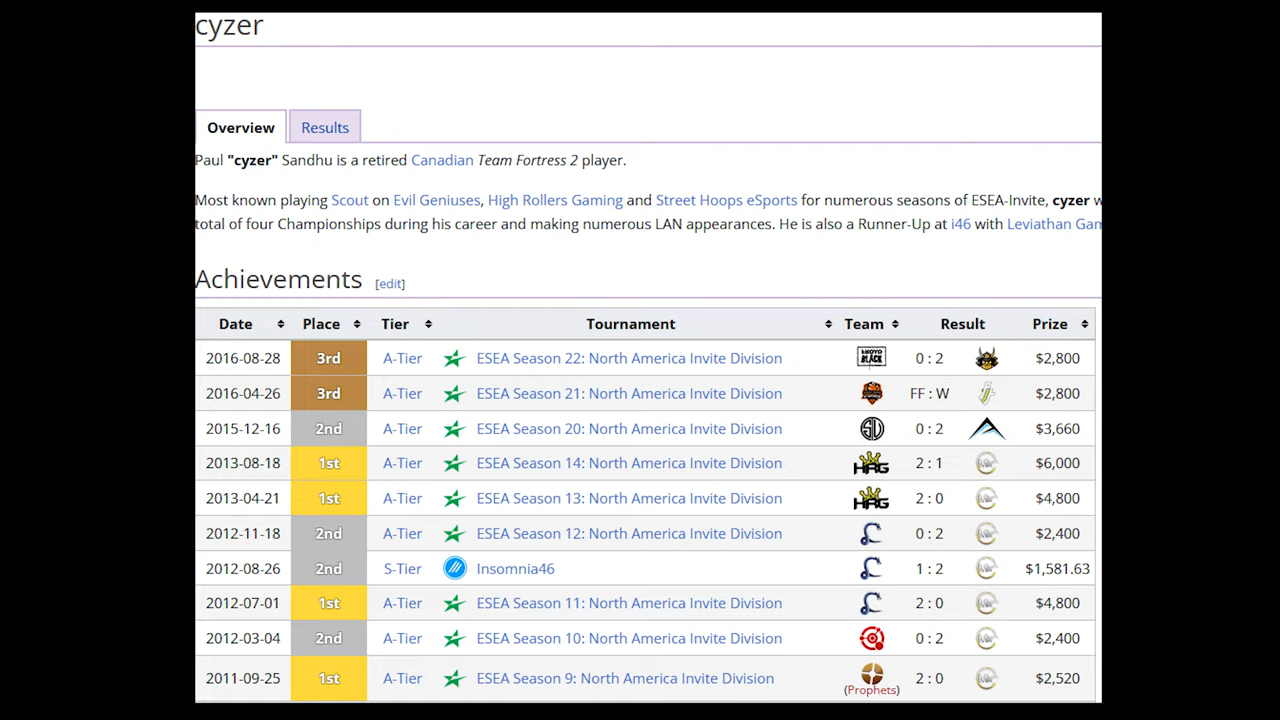 cyzer
Overview Results
Paul "cyzer" Sandhu is a retired Canadian Team Fortress 2 player.
Most known playing Scout on Evil Geniuses, High Rollers Gaming and Street Hoops eSports for numerous seasons of ESEA-Invite, cyzer w
total of four Championships during his career and making numerous LAN appearances. He is also a Runner-Up at i46 with Leviathan Gam
Achievements [edit]
Date Place Tier Tournament Team Result Prize
2016-08-28 3rd A-Tier ESEA Season 22: North America Invite Division BLACK 0 : 2 $2,800
2016-04-26 3rd A-Tier ESEA Season 21: North America Invite Division FF : W $2,800
2015-12-16 2nd A-Tier ESEA Season 20: North America Invite Division 0 : 2 $3,660
2013-08-18 1st A-Tier ESEA Season 14: North America Invite Division HRG 2 : 1 $6,000
2013-04-21 1st A-Tier ESEA Season 13: North America Invite Division HRG 2 : 0 $4,800
2012-11-18 2nd A-Tier ESEA Season 12: North America Invite Division 0 : 2 $2,400
2012-08-26 2nd S-Tier Insomnia46 1 : 2 $1,581.63
2012-07-01 1st A-Tier ESEA Season 11: North America Invite Division 2 : 0 $4,800
2012-03-04 2nd A-Tier ESEA Season 10: North America Invite Division 0 : 2 $2,400
2011-09-25 1st A-Tier ESEA Season 9: North America Invite Division (Prophets) 2 : 0 $2,520